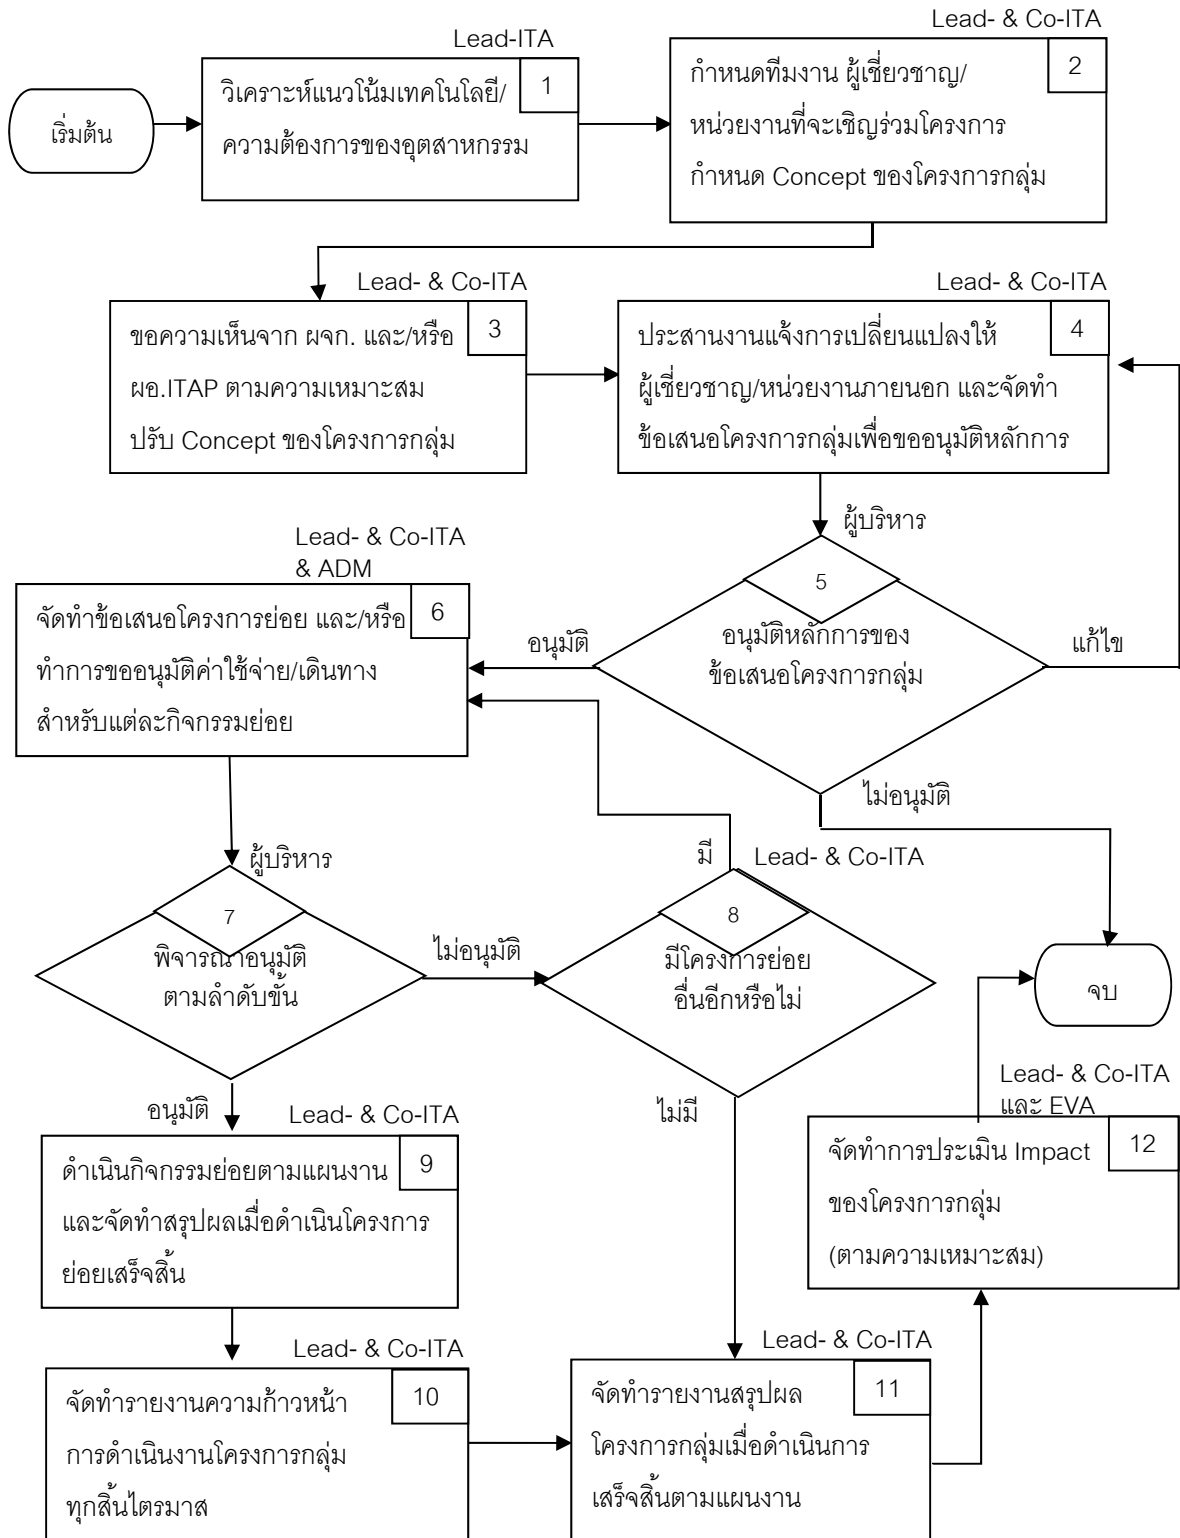 Lead-ITA
Lead- & Co-ITA
เริ่มต้น
วิเคราะห์แนวโน้มเทคโนโลยี/
ความต้องการของอุตสาหกรรม
1
กำหนดทีมงาน ผู้เชี่ยวชาญ/
หน่วยงานที่จะเชิญร่วมโครงการ
กำหนด Concept ของโครงการกลุ่ม
2
Lead- & Co-ITA
ขอความเห็นจาก ผจก. และ/หรือ
ผอ.ITAP ตามความเหมาะสม
ปรับ Concept ของโครงการกลุ่ม
3
Lead- & Co-ITA
ประสานงานแจ้งการเปลี่ยนแปลงให้
ผู้เชี่ยวชาญ/หน่วยงานภายนอก และจัดทำ
ข้อเสนอโครงการกลุ่มเพื่อขออนุมัติหลักการ
4
ผู้บริหาร
5
อนุมัติหลักการของ
ข้อเสนอโครงการกลุ่ม
อนุมัติ
แก้ไข
ไม่อนุมัติ
Lead- & Co-ITA
& ADM
จัดทำข้อเสนอโครงการย่อย และ/หรือ
ทำการขออนุมัติค่าใช้จ่าย/เดินทาง
สำหรับแต่ละกิจกรรมย่อย
6
ผู้บริหาร
7
พิจารณาอนุมัติ
ตามลำดับขั้น
ไม่อนุมัติ
อนุมัติ
มี
Lead- & Co-ITA
8
มีโครงการย่อย
อื่นอีกหรือไม่
ไม่มี
จบ
Lead- & Co-ITA
ดำเนินกิจกรรมย่อยตามแผนงาน
และจัดทำสรุปผลเมื่อดำเนินโครงการ
ย่อยเสร็จสิ้น
9
Lead- & Co-ITA
และ EVA
จัดทำการประเมิน Impact
ของโครงการกลุ่ม
(ตามความเหมาะสม)
12
Lead- & Co-ITA
จัดทำรายงานความก้าวหน้า
การดำเนินงานโครงการกลุ่ม
ทุกสิ้นไตรมาส
10
Lead- & Co-ITA
จัดทำรายงานสรุปผล
โครงการกลุ่มเมื่อดำเนินการ
เสร็จสิ้นตามแผนงาน
11